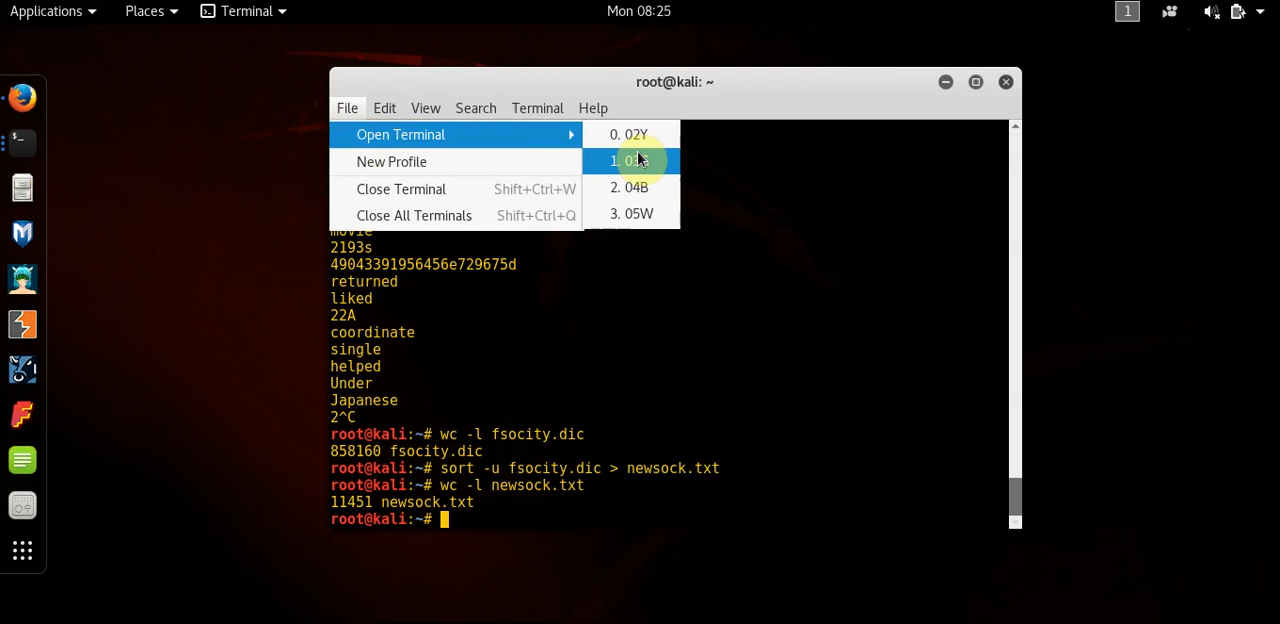 Applications Places Terminal Mon 08:25 1
root@kali: ~
File Edit View Search Terminal Help
Open Terminal
0. 02Y
New Profile
1.
Close Terminal Shift+Ctrl+W
2. 04B
Close All Terminals Shift+Ctrl+Q
3. 05W
movie
2193s
49043391956456e729675d
returned
liked
22A
coordinate
single
helped
Under
Japanese
2^C
root@kali:~# wc -l fsocity.dic
858160 fsocity.dic
root@kali:~# sort -u fsocity.dic > newsock.txt
root@kali:~# wc -l newsock.txt
11451 newsock.txt
root@kali:~#